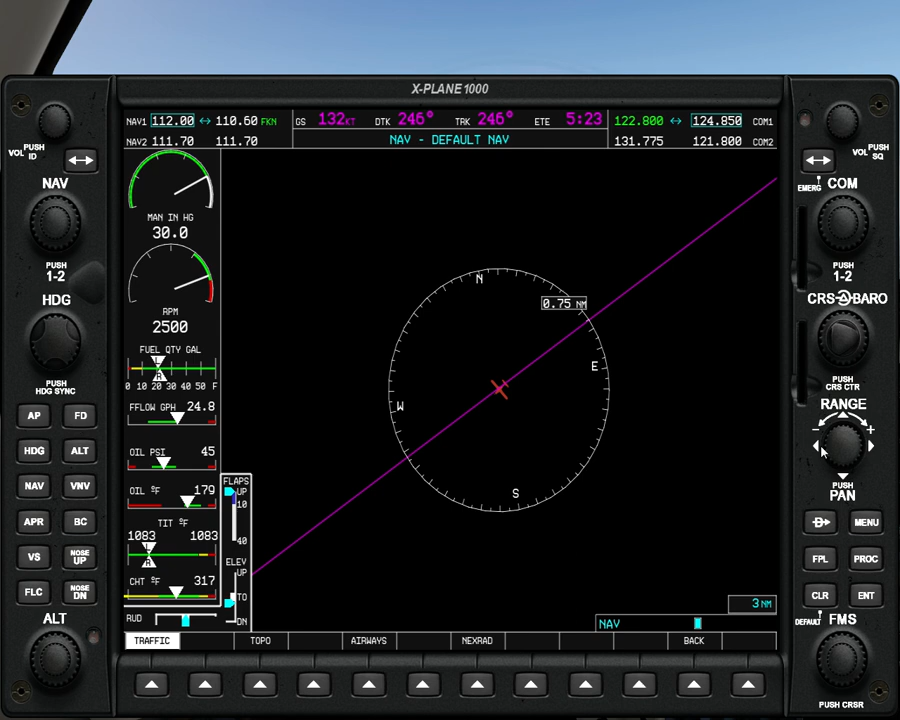 X-PLANE1000
NAV1 112.00 ↔ 110.60 FKN
NAV2 111.70 111.70
GS 132KT DTK 246° TRK 246° ETE 5:23
NAV - DEFAULT NAV
122.800 ↔ 124.850 COM1
131.775 121.800 COM2
VOL PUSH ID
NAV
PUSH
1-2
HDG
PUSH
HDG SYNC
AP FD
HDG ALT
NAV VNV
APR BC
VS NOSE UP
FLC NOSE DN
ALT
MAN IN HG
30.0
RPM
2500
FUEL QTY GAL
L
R
0 10 20 30 40 50 F
FFLOW GPH 24.8
OIL PSI 45
OIL °F 179
TIT °F
1083 1083
L
R
CHT °F 317
RUD
FLAPS
UP
10
40
ELEV
UP
TO
DN
N
0.75 NM
E
W
S
3NM
NAV
TRAFFIC TOPO AIRWAYS NEXRAD BACK
VOL PUSH SQ
EMERG
COM
PUSH
1-2
CRS BARO
PUSH
CRS CTR
RANGE
- +
PUSH
PAN
D MENU
FPL PROC
CLR ENT
DEFAULT
FMS
PUSH CRSR